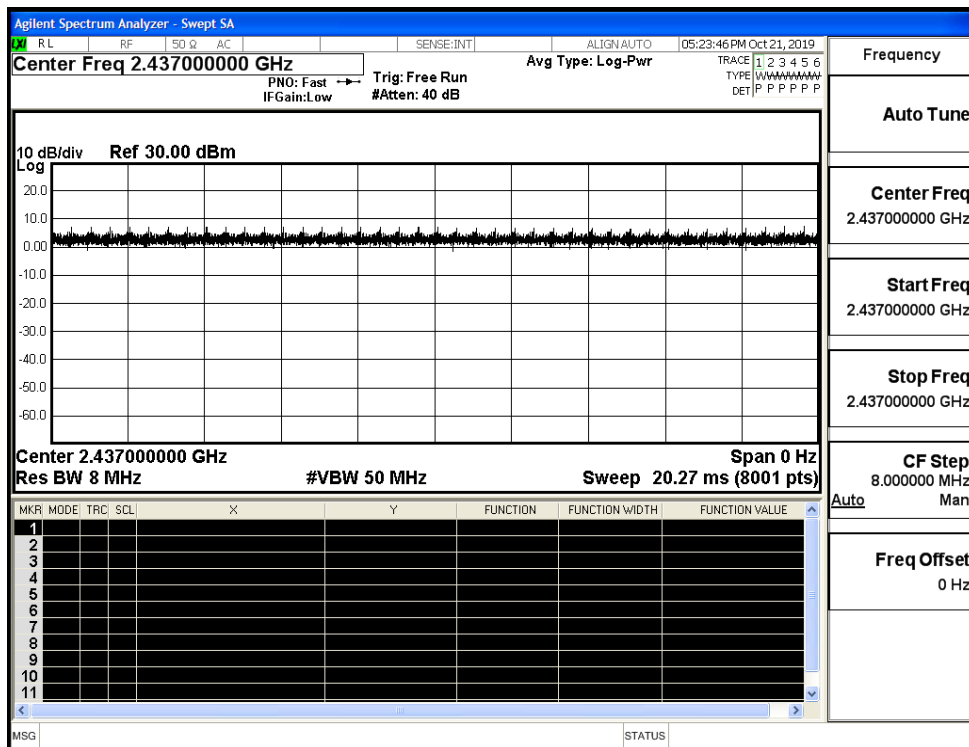 Agilent Spectrum Analyzer - Swept SA
LXI RL RF 50 Ω AC SENSE:INT ALIGN AUTO 05:23:46 PM Oct 21, 2019
Center Freq 2.437000000 GHz
PNO: Fast
IFGain:Low
Trig: Free Run
#Atten: 40 dB
Avg Type: Log-Pwr
TRACE 1 2 3 4 5 6
TYPE WWWWWW
DET P P P P P P
10 dB/div Ref 30.00 dBm
Log
20.0
10.0
0.00
-10.0
-20.0
-30.0
-40.0
-50.0
-60.0
Center 2.437000000 GHz Span 0 Hz
Res BW 8 MHz #VBW 50 MHz Sweep 20.27 ms (8001 pts)
MKR MODE TRC SCL X Y FUNCTION FUNCTION WIDTH FUNCTION VALUE
1
2
3
4
5
6
7
8
9
10
11
MSG STATUS
Frequency
Auto Tune
Center Freq
2.437000000 GHz
Start Freq
2.437000000 GHz
Stop Freq
2.437000000 GHz
CF Step
8.000000 MHz
Auto Man
Freq Offset
0 Hz